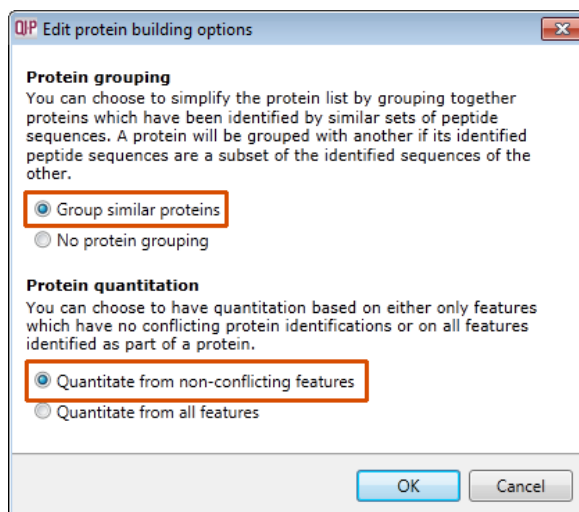 QIP Edit protein building options
Protein grouping
You can choose to simplify the protein list by grouping together
proteins which have been identified by similar sets of peptide
sequences. A protein will be grouped with another if its identified
peptide sequences are a subset of the identified sequences of the
other.
Group similar proteins
No protein grouping
Protein quantitation
You can choose to have quantitation based on either only features
which have no conflicting protein identifications or on all features
identified as part of a protein.
Quantitate from non-conflicting features
Quantitate from all features
OK Cancel